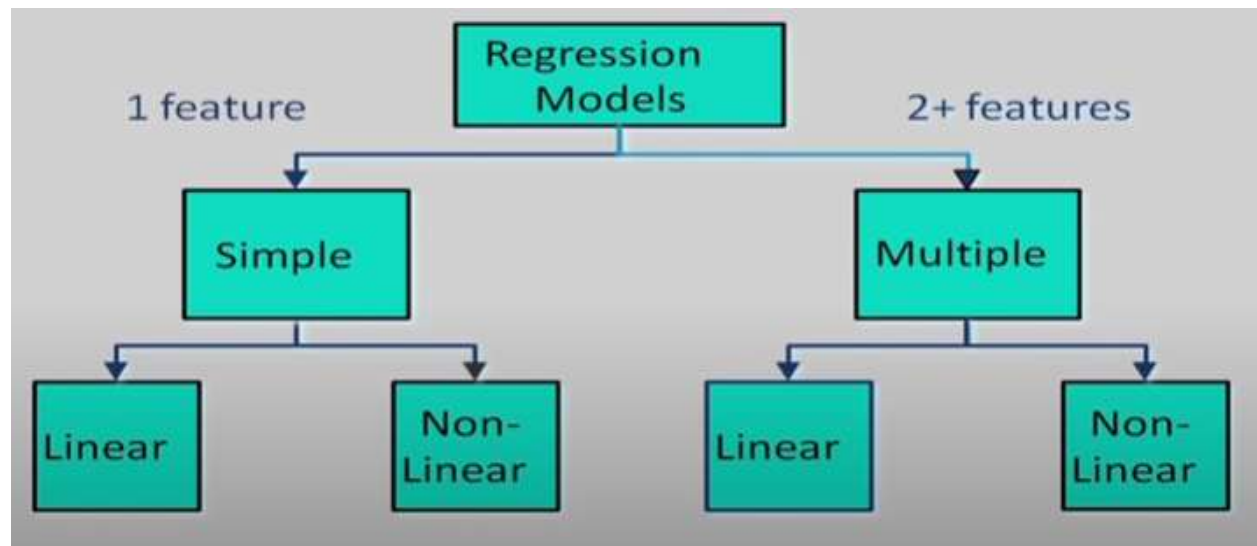 Regression
Models
1 feature
2+ features
Simple
Multiple
Linear
Non-
Linear
Linear
Non-
Linear